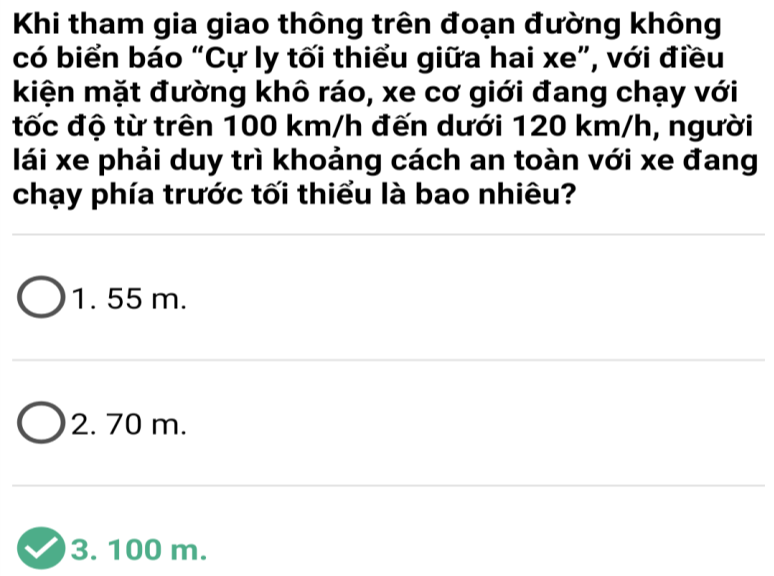 Khi tham gia giao thông trên đoạn đường không
có biển báo “Cự ly tối thiểu giữa hai xe”, với điều
kiện mặt đường khô ráo, xe cơ giới đang chạy với
tốc độ từ trên 100 km/h đến dưới 120 km/h, người
lái xe phải duy trì khoảng cách an toàn với xe đang
chạy phía trước tối thiểu là bao nhiêu?
1. 55 m.
2. 70 m.
3. 100 m.